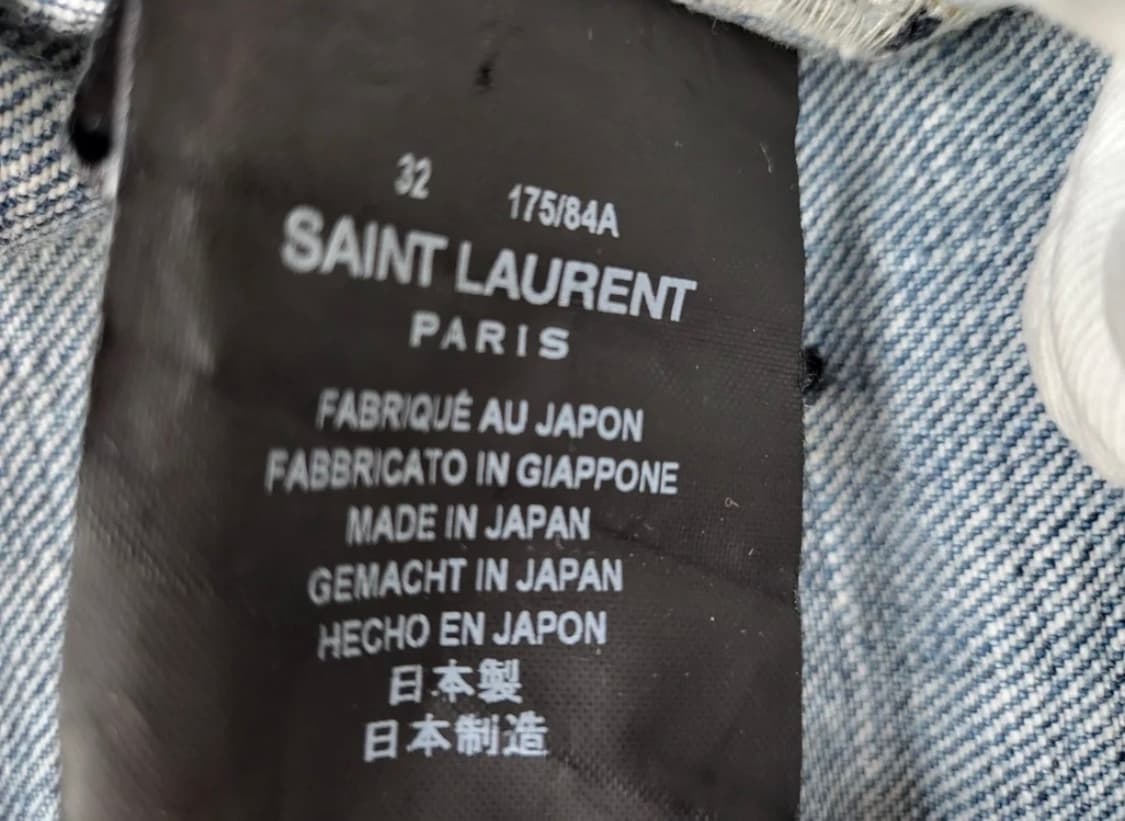 32 175/84A
SAINT LAURENT
PARIS
FABRIQUÉ AU JAPON
FABBRICATO IN GIAPPONE
MADE IN JAPAN
GEMACHT IN JAPAN
HECHO EN JAPON
日本製
日本制造